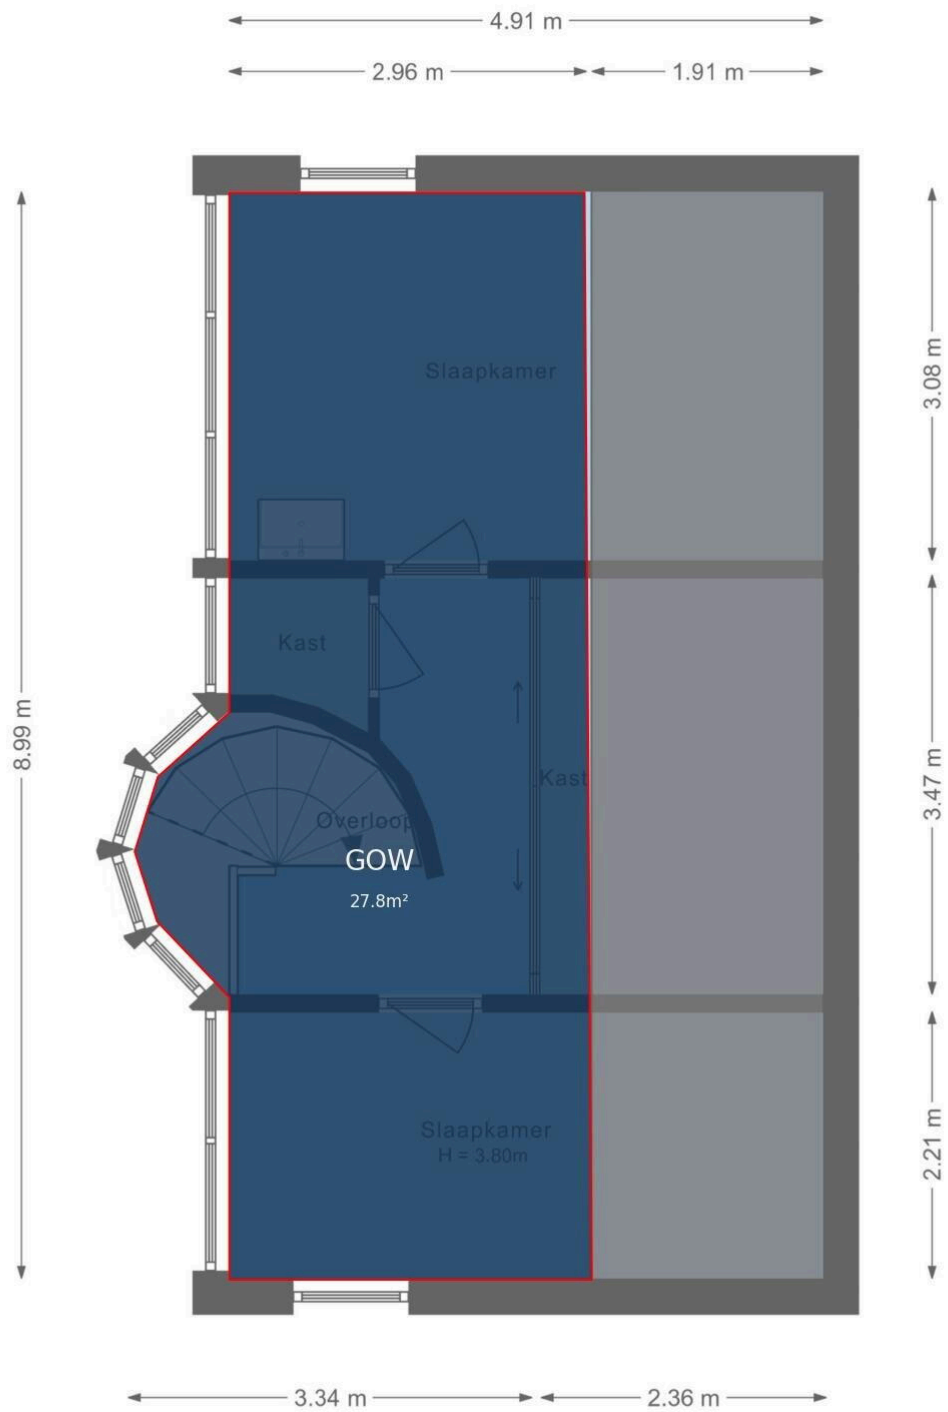 4.91 m
2.96 m
1.91 m
Slaapkamer
3.08 m
Kast
8.99 m
Kast
3.47 m
Overloop
GOW
27.8m²
Slaapkamer
H = 3.80m
2.21 m
3.34 m
2.36 m